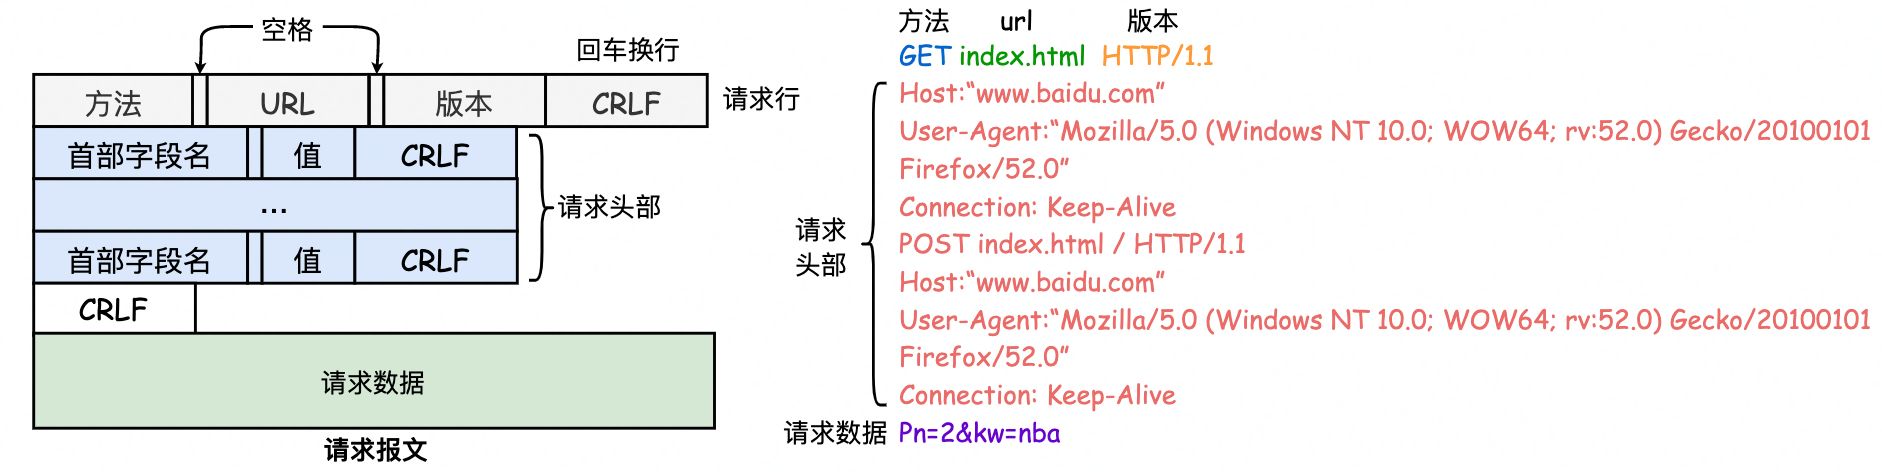 空格
回车换行
方法 URL 版本 CRLF 请求行
首部字段名 值 CRLF
...
请求头部
首部字段名 值 CRLF
CRLF
请求数据
请求报文
方法 url 版本
GET index.html HTTP/1.1
Host:“www.baidu.com”
User-Agent:“Mozilla/5.0 (Windows NT 10.0; WOW64; rv:52.0) Gecko/20100101
Firefox/52.0”
Connection: Keep-Alive
请求
头部
POST index.html / HTTP/1.1
Host:“www.baidu.com”
User-Agent:“Mozilla/5.0 (Windows NT 10.0; WOW64; rv:52.0) Gecko/20100101
Firefox/52.0”
Connection: Keep-Alive
请求数据 Pn=2&kw=nba